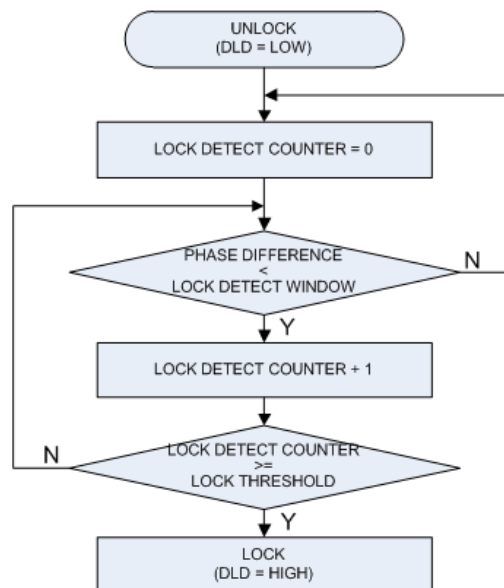 UNLOCK
(DLD = LOW)
LOCK DETECT COUNTER = 0
PHASE DIFFERENCE
<
LOCK DETECT WINDOW
N
Y
LOCK DETECT COUNTER + 1
N
LOCK DETECT COUNTER
>=
LOCK THRESHOLD
Y
LOCK
(DLD = HIGH)